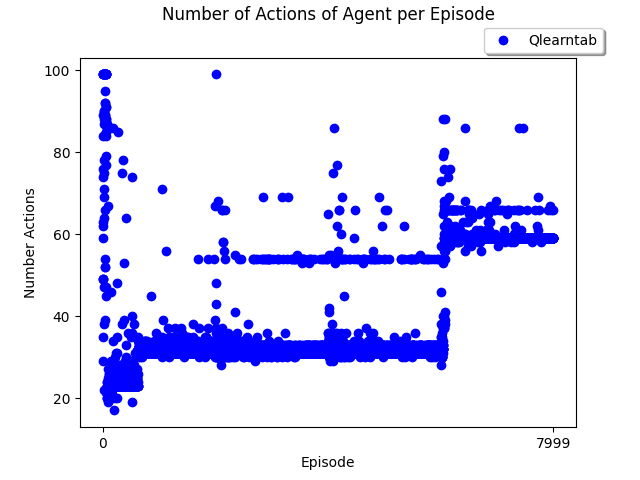 Number of Actions of Agent per Episode
Qlearntab
Number Actions
100
80
60
40
20
0
7999
Episode